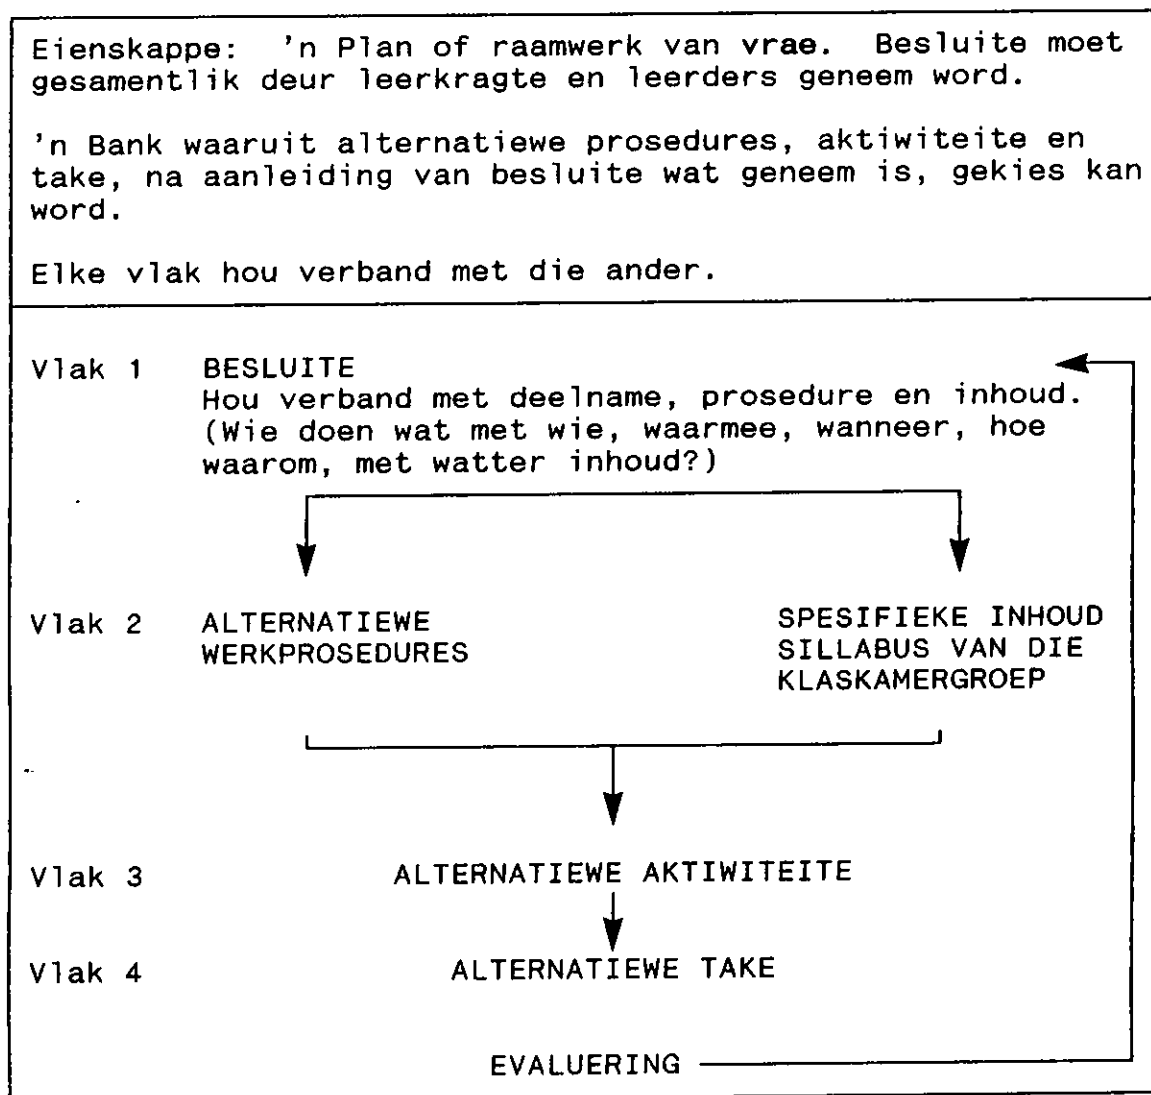 Eienskappe: 'n Plan of raamwerk van vrae. Besluite moet
gesamentlik deur leerkragte en leerders geneem word.
'n Bank waaruit alternatiewe prosedures, aktiwiteite en
take, na aanleiding van besluite wat geneem is, gekies kan
word.
Elke vlak hou verband met die ander.
Vlak 1 BESLUITE
Hou verband met deelname, prosedure en inhoud.
(Wie doen wat met wie, waarmee, wanneer, hoe
waarom, met watter inhoud?)
Vlak 2 ALTERNATIEWE
WERKPROSEDURES
SPESIFIEKE INHOUD
SILLABUS VAN DIE
KLASKAMERGROEP
Vlak 3 ALTERNATIEWE AKTIWITEITE
Vlak 4 ALTERNATIEWE TAKE
EVALUERING